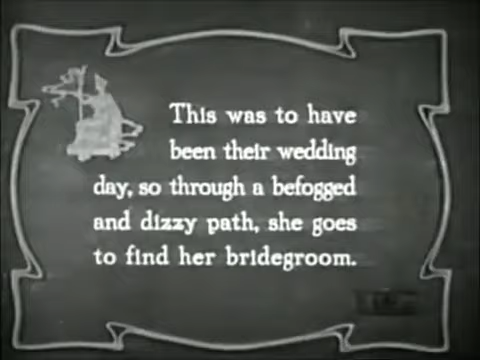 This was to have
been their wedding
day, so through a befogged
and dizzy path, she goes
to find her bridegroom.